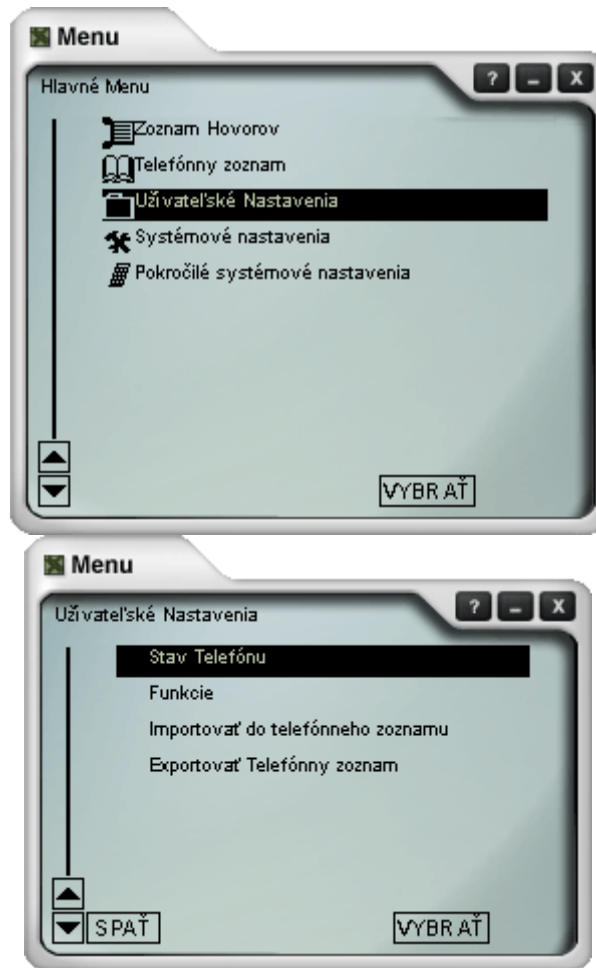 Menu
Hlavné Menu
? – X
Zoznam Hovorov
Telefónny zoznam
Užívateľské Nastavenia
Systémové nastavenia
Pokročilé systémové nastavenia
VYBRAŤ
Menu
Užívateľské Nastavenia
? – X
Stav Telefónu
Funkcie
Importovať do telefónneho zoznamu
Exportovať Telefónny zoznam
SPAŤ VYBRAŤ